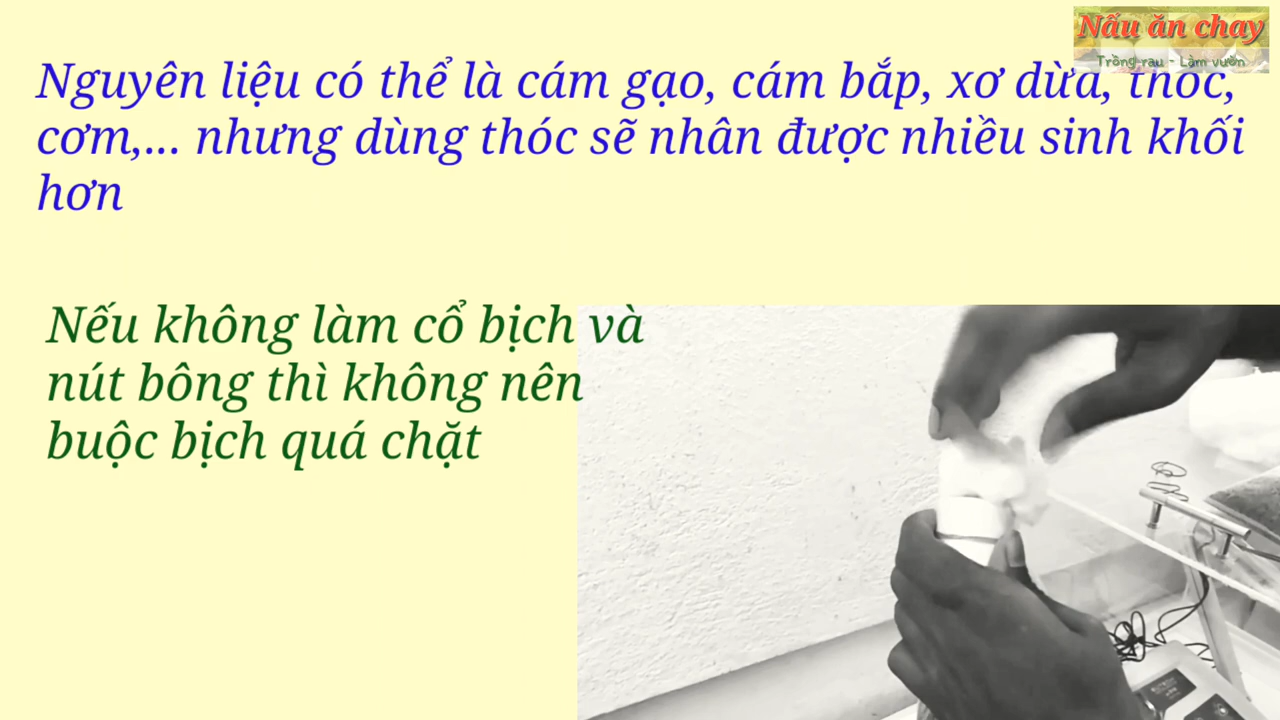 Nấu ăn chay
Trồng rau - Làm vườn
Nguyên liệu có thể là cám gạo, cám bắp, xơ dừa, thóc,
cơm,... nhưng dùng thóc sẽ nhân được nhiều sinh khối
hơn
Nếu không làm cổ bịch và
nút bông thì không nên
buộc bịch quá chặt